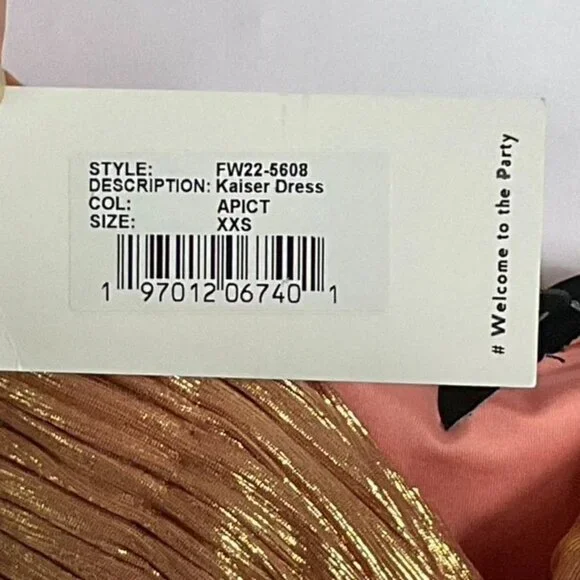 STYLE: FW22-5608
DESCRIPTION: Kaiser Dress
COL: APICT
SIZE: XXS
1 97012 06740 1
# Welcome to the Party